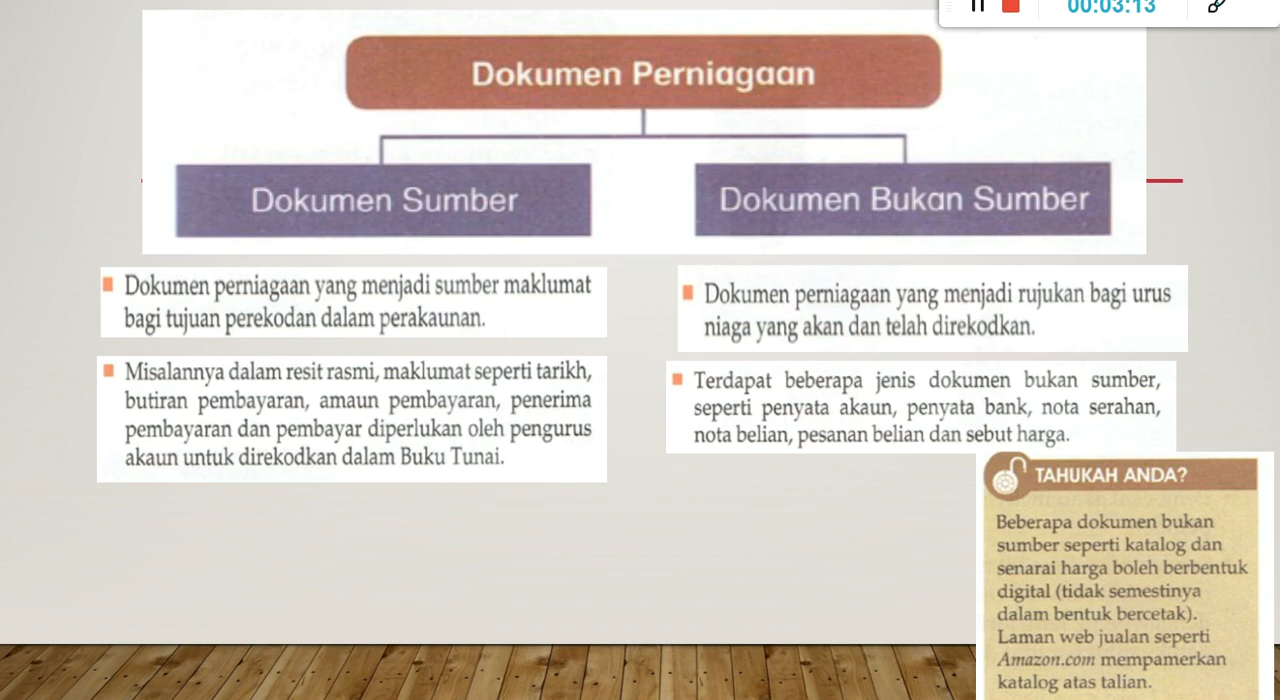 00:03:13
Dokumen Perniagaan
Dokumen Sumber
Dokumen Bukan Sumber
Dokumen perniagaan yang menjadi sumber maklumat
bagi tujuan perekodan dalam perakaunan.
Misalannya dalam resit rasmi, maklumat seperti tarikh,
butiran pembayaran, amaun pembayaran, penerima
pembayaran dan pembayar diperlukan oleh pengurus
akaun untuk direkodkan dalam Buku Tunai.
Dokumen perniagaan yang menjadi rujukan bagi urus
niaga yang akan dan telah direkodkan.
Terdapat beberapa jenis dokumen bukan sumber,
seperti penyata akaun, penyata bank, nota serahan,
nota belian, pesanan belian dan sebut harga.
TAHUKAH ANDA?
Beberapa dokumen bukan
sumber seperti katalog dan
senarai harga boleh berbentuk
digital (tidak semestinya
dalam bentuk bercetak).
Laman web jualan seperti
Amazon.com mempamerkan
katalog atas talian.